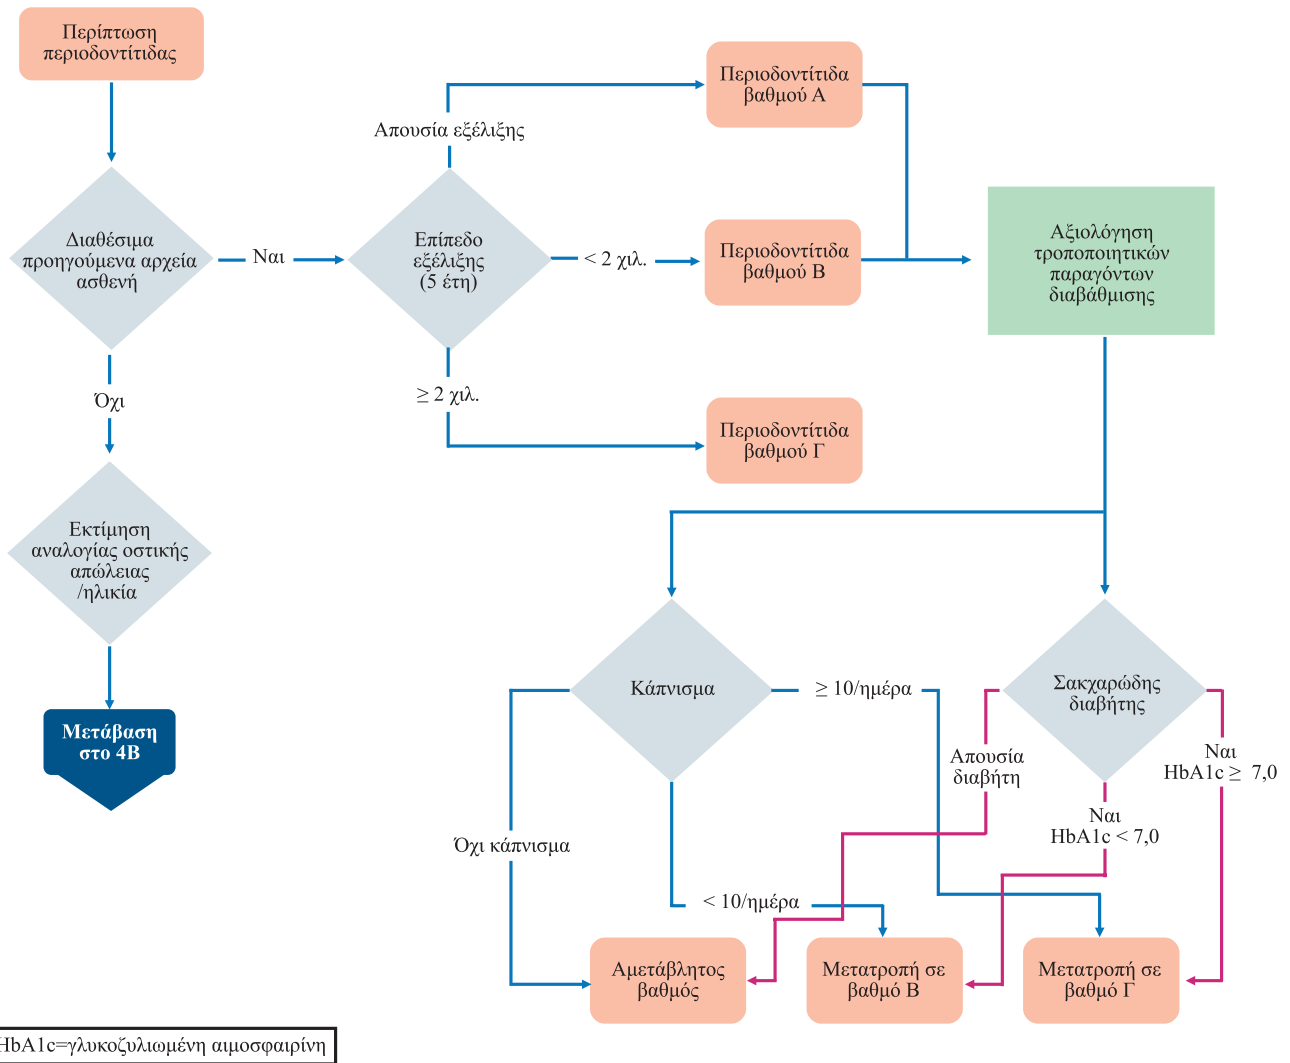 Περίπτωση
περιοδοντίτιδας
Διαθέσιμα
προηγούμενα αρχεία
ασθενή
Ναι
Όχι
Εκτίμηση
αναλογίας οστικής
απώλειας
/ηλικία
Μετάβαση
στο 4Β
Απουσία εξέλιξης
Επίπεδο
εξέλιξης
(5 έτη)
< 2 χιλ.
≥ 2 χιλ.
Περιοδοντίτιδα
βαθμού Α
Περιοδοντίτιδα
βαθμού Β
Περιοδοντίτιδα
βαθμού Γ
Αξιολόγηση
τροποποιητικών
παραγόντων
διαβάθμισης
Κάπνισμα
≥ 10/ημέρα
Όχι κάπνισμα
< 10/ημέρα
Σακχαρώδης
διαβήτης
Απουσία
διαβήτη
Ναι
HbA1c < 7,0
Ναι
HbA1c ≥ 7,0
Αμετάβλητος
βαθμός
Μετατροπή σε
βαθμό Β
Μετατροπή σε
βαθμό Γ
HbA1c=γλυκοζυλιωμένη αιμοσφαιρίνη